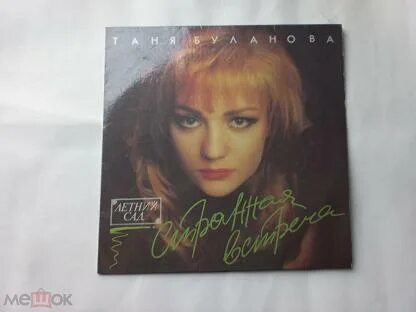 ТАНЯ БУЛАНОВА
ЛЕТНИЙ
САД
Странная
встреча
МЕШОК